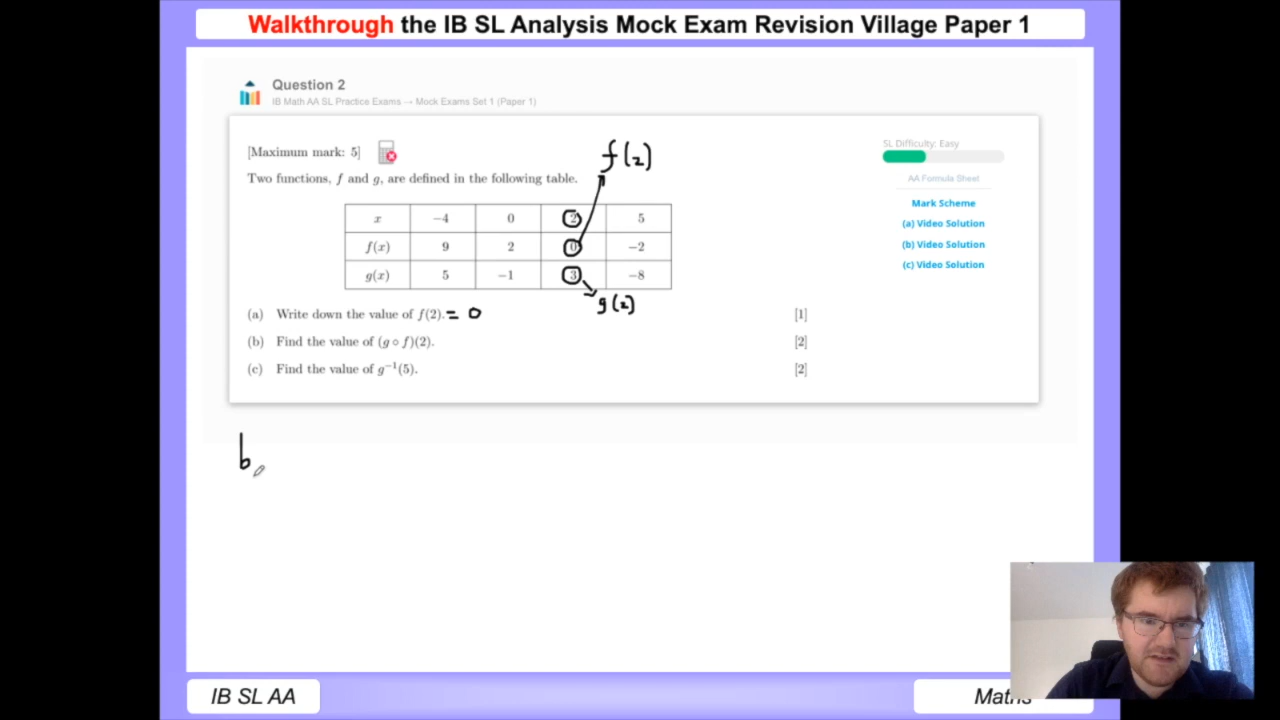 Walkthrough the IB SL Analysis Mock Exam Revision Village Paper 1
Question 2
IB Math AA SL Practice Exams → Mock Exams Set 1 (Paper 1)
[Maximum mark: 5]
SL Difficulty: Easy
AA Formula Sheet
Mark Scheme
(a) Video Solution
(b) Video Solution
(c) Video Solution
f(2)
Two functions, f and g, are defined in the following table.
x −4 0 2 5
f(x) 9 2 0 −2
g(x) 5 −1 3 −8
g(2)
(a) Write down the value of f(2). = 0 [1]
(b) Find the value of (g ∘ f)(2). [2]
(c) Find the value of g⁻¹(5). [2]
b
IB SL AA
Maths